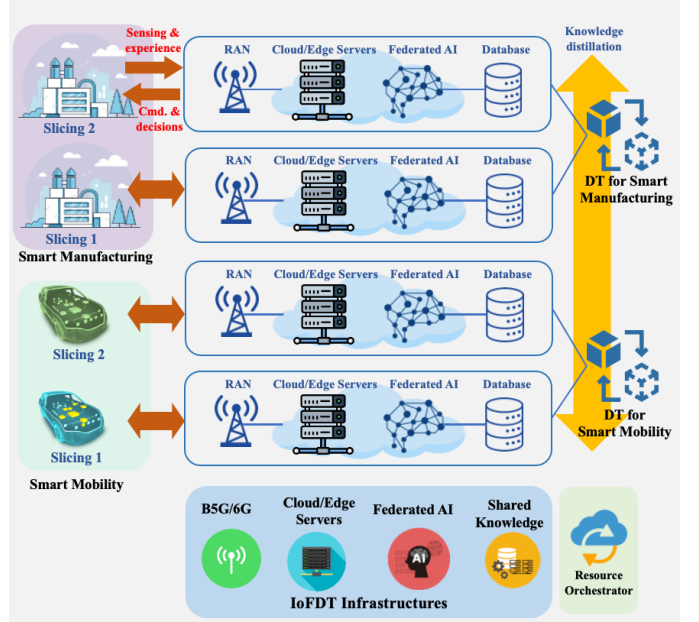 Sensing &
experience
Cmd. &
decisions
Slicing 2
RAN
Cloud/Edge Servers
Federated AI
Database
Knowledge
distillation
Slicing 1
Smart Manufacturing
RAN
Cloud/Edge Servers
Federated AI
Database
DT for Smart
Manufacturing
Slicing 2
RAN
Cloud/Edge Servers
Federated AI
Database
Slicing 1
Smart Mobility
RAN
Cloud/Edge Servers
Federated AI
Database
DT for
Smart Mobility
B5G/6G
Cloud/Edge
Servers
Federated AI
AI
Shared
Knowledge
IoFDT Infrastructures
Resource
Orchestrator